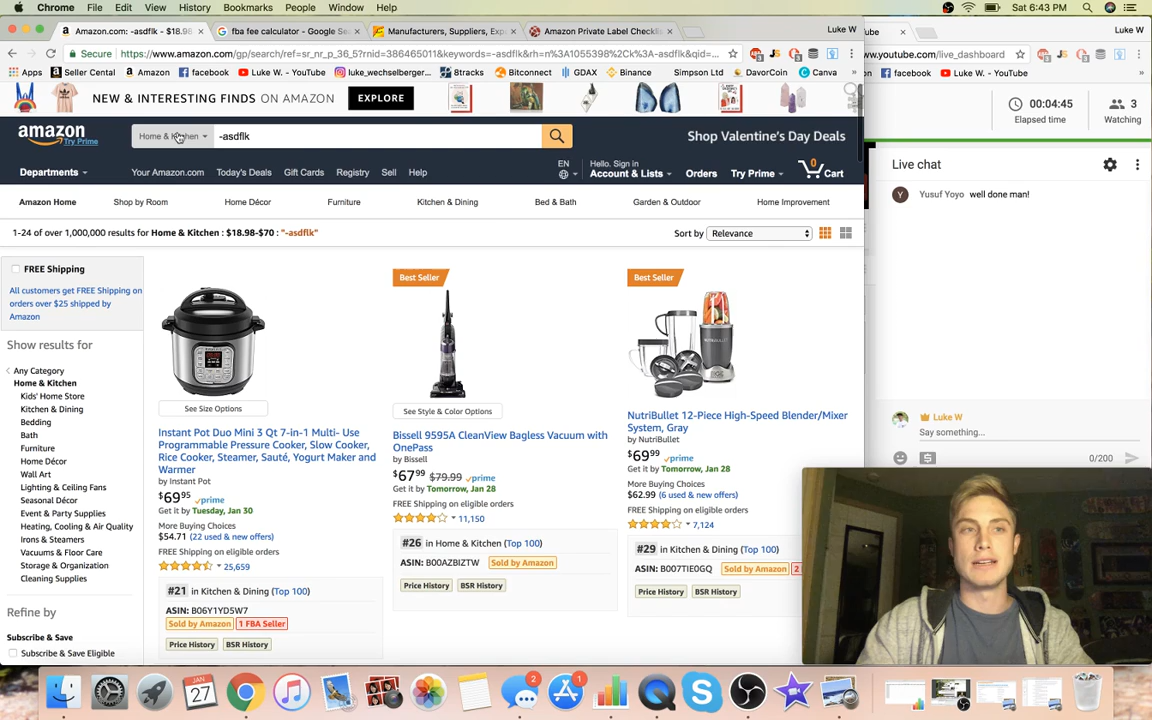 Chrome File Edit View History Bookmarks People Window Help Sat 6:43 PM
Amazon.com: -asdflk - $18.98 fba fee calculator - Google Se Manufacturers, Suppliers, Exp Amazon Private Label Checklis Luke W Luke W
Secure https://www.amazon.com/gp/search/ref=sr_nr_p_36_5?rnid=386465011&keywords=-asdflk&rh=n%3A1055398%2Ck%3A-asdflk&qid=... www.youtube.com/live_dashboard
Apps Seller Cental Amazon facebook Luke W. - YouTube luke_wechselberger... 8tracks Bitconnect GDAX Binance Simpson Ltd DavorCoin Canva facebook Luke W. - YouTube
NEW & INTERESTING FINDS ON AMAZON EXPLORE
00:04:45 3
Elapsed time Watching
amazon Try Prime
Home & Kitchen -asdflk Shop Valentine's Day Deals
Departments Your Amazon.com Today's Deals Gift Cards Registry Sell Help EN Hello. Sign in Account & Lists Orders Try Prime 0 Cart
Live chat
Yusuf Yoyo well done man!
Amazon Home Shop by Room Home Décor Furniture Kitchen & Dining Bed & Bath Garden & Outdoor Home Improvement
1-24 of over 1,000,000 results for Home & Kitchen : $18.98-$70 : "-asdflk" Sort by Relevance
FREE Shipping
All customers get FREE Shipping on
orders over $25 shipped by
Amazon
Show results for
Any Category
Home & Kitchen
Kids' Home Store
Kitchen & Dining
Bedding
Bath
Furniture
Home Décor
Wall Art
Lighting & Ceiling Fans
Seasonal Décor
Event & Party Supplies
Heating, Cooling & Air Quality
Irons & Steamers
Vacuums & Floor Care
Storage & Organization
Cleaning Supplies
Refine by
Subscribe & Save
Subscribe & Save Eligible
See Size Options
Instant Pot Duo Mini 3 Qt 7-in-1 Multi- Use
Programmable Pressure Cooker, Slow Cooker,
Rice Cooker, Steamer, Sauté, Yogurt Maker and
Warmer
by Instant Pot
$69 95 prime
Get it by Tuesday, Jan 30
More Buying Choices
$54.71 (22 used & new offers)
FREE Shipping on eligible orders
25,659
#21 in Kitchen & Dining (Top 100)
ASIN: B06Y1YD5W7
Sold by Amazon 1 FBA Seller
Price History BSR History
Best Seller
See Style & Color Options
Bissell 9595A CleanView Bagless Vacuum with
OnePass
by Bissell
$67 99 $79.99 prime
Get it by Tomorrow, Jan 28
FREE Shipping on eligible orders
11,150
#26 in Home & Kitchen (Top 100)
ASIN: B00AZBIZTW Sold by Amazon
Price History BSR History
Best Seller
NutriBullet 12-Piece High-Speed Blender/Mixer
System, Gray
by NutriBullet
$69 99 prime
Get it by Tomorrow, Jan 28
More Buying Choices
$62.99 (6 used & new offers)
FREE Shipping on eligible orders
7,124
#29 in Kitchen & Dining (Top 100)
ASIN: B007TIE0GQ Sold by Amazon 2
Price History BSR History
Luke W
Say something...
0/200
JAN
27
2
1